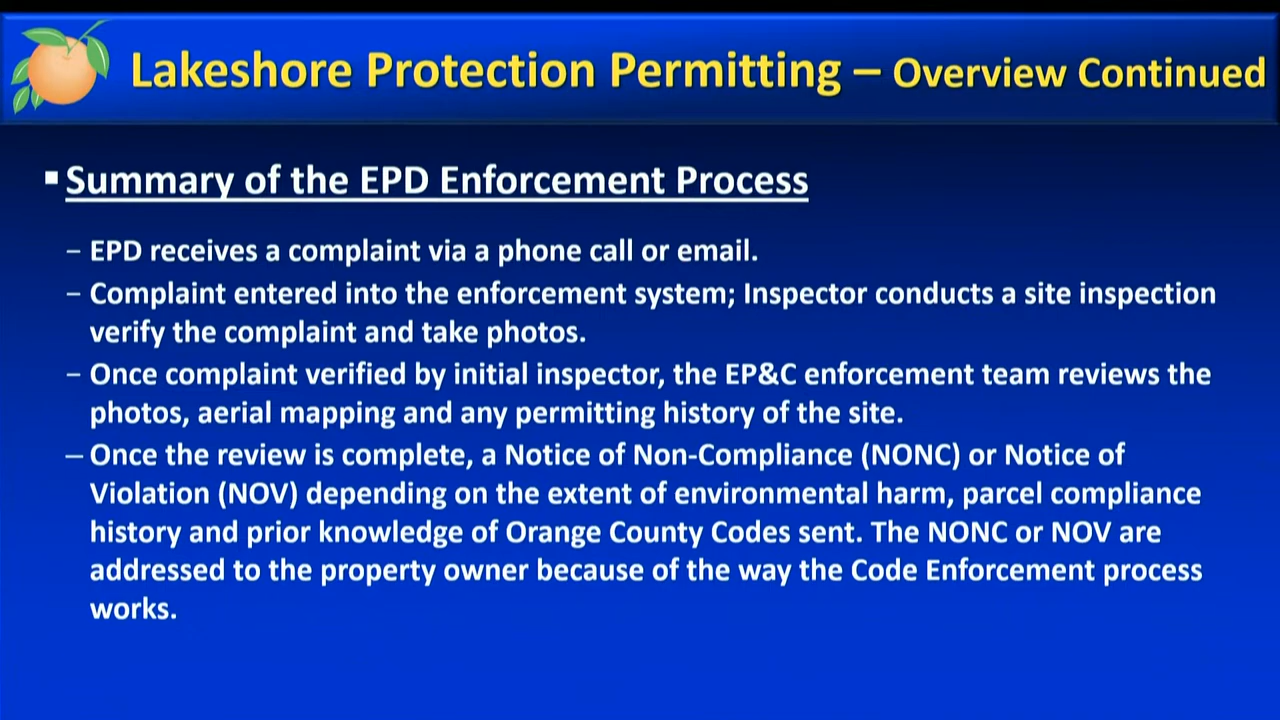 Lakeshore Protection Permitting – Overview Continued
▪ Summary of the EPD Enforcement Process
– EPD receives a complaint via a phone call or email.
– Complaint entered into the enforcement system; Inspector conducts a site inspection
verify the complaint and take photos.
– Once complaint verified by initial inspector, the EP&C enforcement team reviews the
photos, aerial mapping and any permitting history of the site.
– Once the review is complete, a Notice of Non-Compliance (NONC) or Notice of
Violation (NOV) depending on the extent of environmental harm, parcel compliance
history and prior knowledge of Orange County Codes sent. The NONC or NOV are
addressed to the property owner because of the way the Code Enforcement process
works.